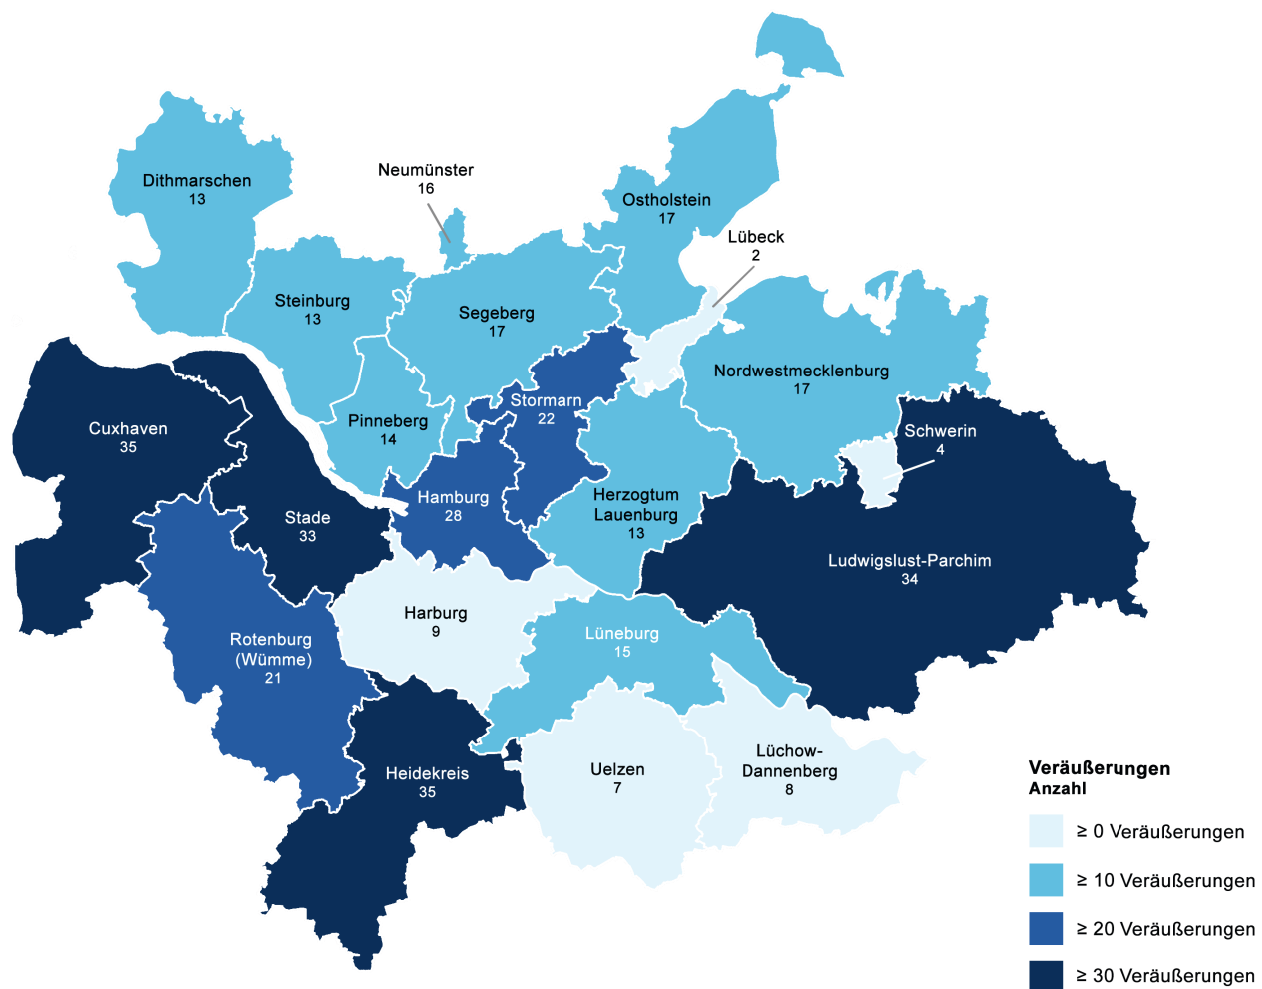 Dithmarschen
13
Neumünster
16
Ostholstein
17
Lübeck
2
Steinburg
13
Segeberg
17
Nordwestmecklenburg
17
Stormarn
22
Pinneberg
14
Cuxhaven
35
Schwerin
4
Hamburg
28
Herzogtum
Lauenburg
13
Stade
33
Ludwigslust-Parchim
34
Harburg
9
Lüneburg
15
Rotenburg
(Wümme)
21
Heidekreis
35
Uelzen
7
Lüchow-
Dannenberg
8
Veräußerungen
Anzahl
≥ 0 Veräußerungen
≥ 10 Veräußerungen
≥ 20 Veräußerungen
≥ 30 Veräußerungen